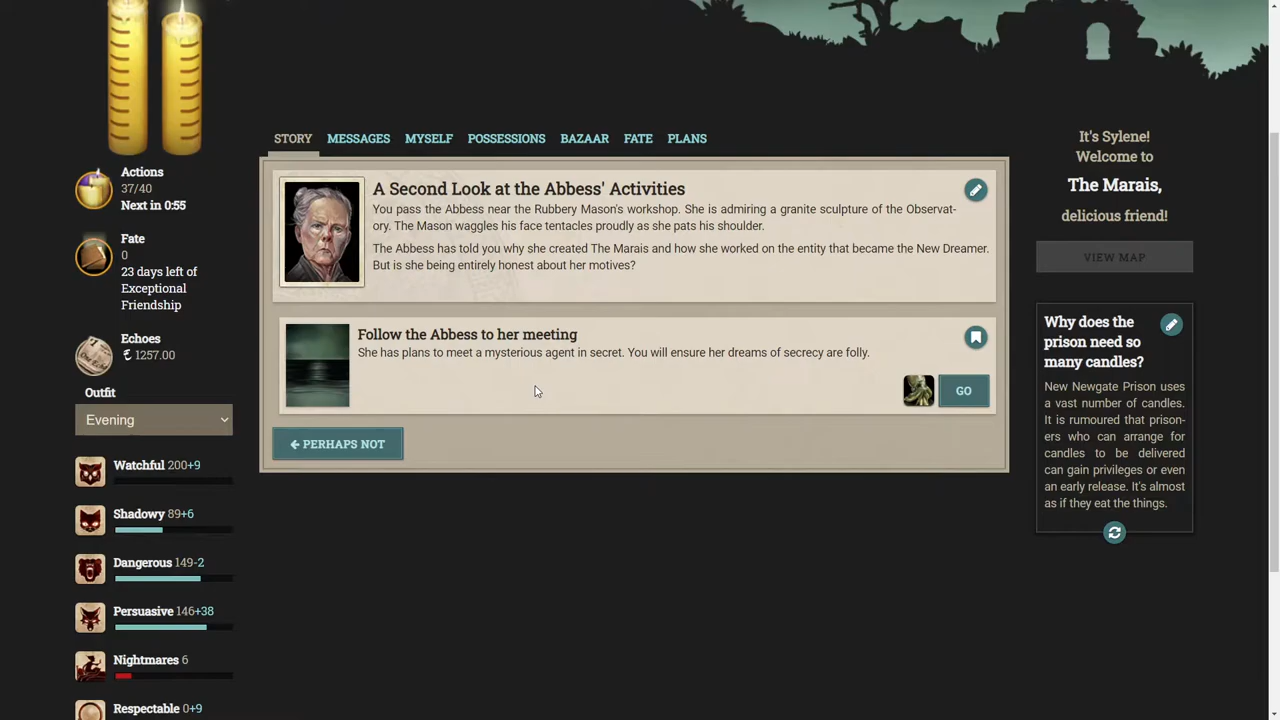 STORY MESSAGES MYSELF POSSESSIONS BAZAAR FATE PLANS
Actions
37/40
Next in 0:55
Fate
0
23 days left of
Exceptional
Friendship
Echoes
1257.00
Outfit
Evening
Watchful 200+9
Shadowy 89+6
Dangerous 149-2
Persuasive 146+38
Nightmares 6
Respectable 0+9
A Second Look at the Abbess' Activities
You pass the Abbess near the Rubbery Mason's workshop. She is admiring a granite sculpture of the Observat-
ory. The Mason waggles his face tentacles proudly as she pats his shoulder.
The Abbess has told you why she created The Marais and how she worked on the entity that became the New Dreamer.
But is she being entirely honest about her motives?
Follow the Abbess to her meeting
She has plans to meet a mysterious agent in secret. You will ensure her dreams of secrecy are folly.
GO
PERHAPS NOT
It's Sylene!
Welcome to
The Marais,
delicious friend!
VIEW MAP
Why does the
prison need so
many candles?
New Newgate Prison uses
a vast number of candles.
It is rumoured that prison-
ers who can arrange for
candles to be delivered
can gain privileges or even
an early release. It's almost
as if they eat the things.